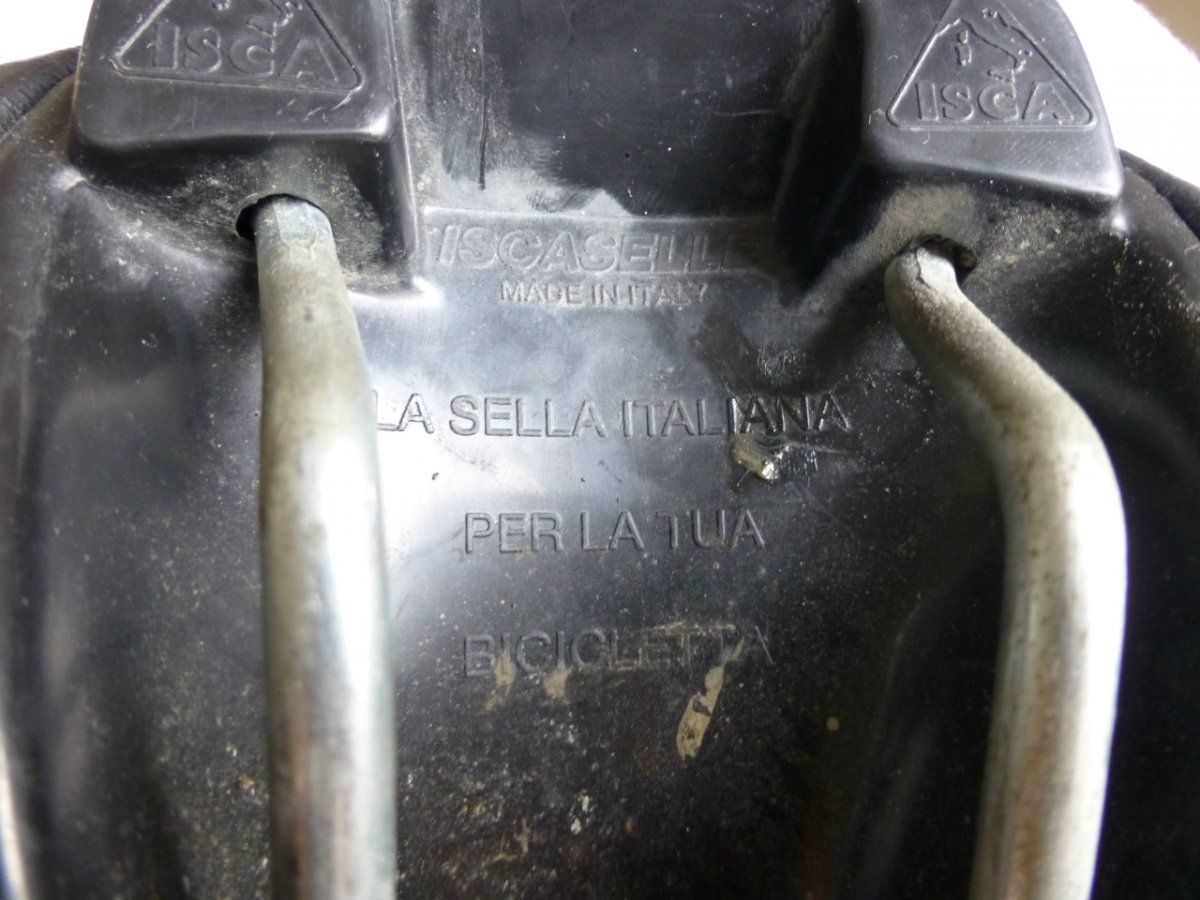 ISCA
ISCA
ISCASELLE
MADE IN ITALY
LA SELLA ITALIANA
PER LA TUA
BICICLETTA